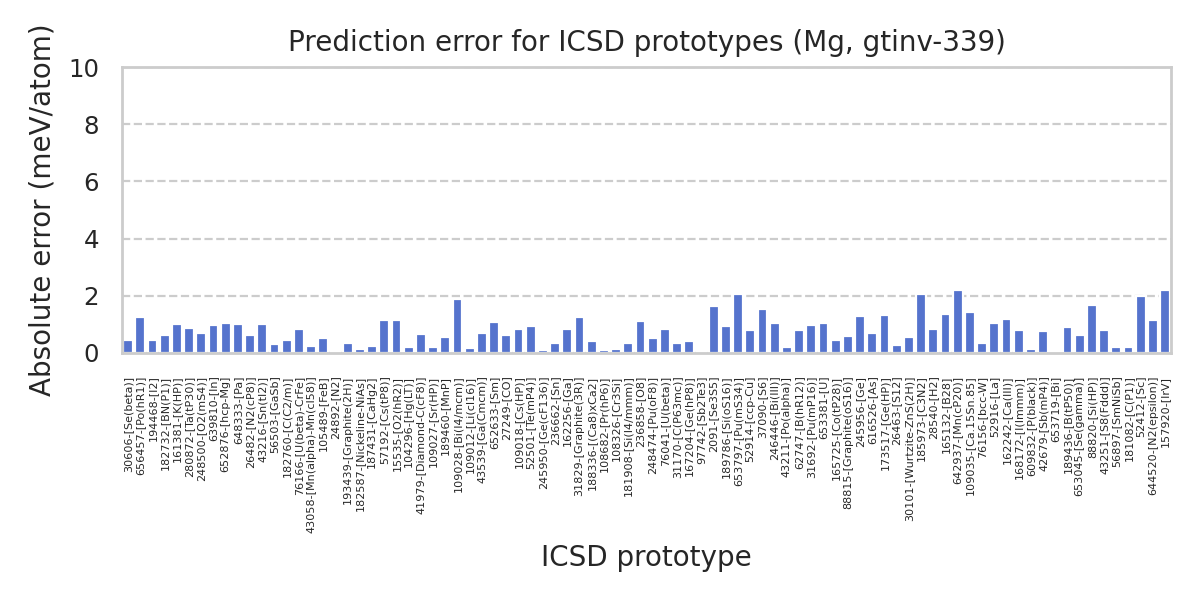 Prediction error for ICSD prototypes (Mg, gtinv-339)
Absolute error (meV/atom)
10
8
6
4
2
0
30606-[Se(beta)]
656457-[Po(hR1)]
194468-[I2]
182732-[BN(P1)]
16381-[K(HP)]
280872-[Ta(tP30)]
248500-[O2(mS4)]
639810-[In]
652876-[hcp-Mg]
648333-[Pa]
26482-[N2(cP8)]
43216-[Sn(tI2)]
56503-[GaSb]
182760-[C(C2/m)]
76166-[U(beta)-CrFe]
43058-[Mn(alpha)-Mn(cI58)]
105489-[FeB]
24892-[N2]
193439-[Graphite(2H)]
182587-[Nickeline-NiAs]
187431-[CaHg2]
57192-[Cs(tP8)]
15535-[O2(hR2)]
104296-[Hg(LT)]
41979-[Diamond-C(cF8)]
109027-[Sr(HP)]
189460-[MnP]
109028-[Bi(I4/mcm)]
109012-[Li(cI16)]
43539-[Ga(Cmcm)]
652633-[Sm]
27249-[CO]
109018-[Cs(HP)]
52501-[Te(mP4)]
245950-[Ge(cF136)]
236662-[Sn]
162256-[Ga]
31829-[Graphite(3R)]
188336-[(Ca8)xCa2]
108682-[Pr(hP6)]
108326-[Cr3Si]
181908-[Si(I4/mmm)]
236858-[O8]
248474-[Pu(oF8)]
76041-[U(beta)]
31170-[C(P63mc)]
167204-[Ge(hP8)]
97742-[Sb2Te3]
2091-[Se3S5]
189786-[Si(oS16)]
653797-[Pu(mS34)]
37090-[S6]
52914-[ccp-Cu]
246446-[Bi(III)]
43211-[Po(alpha)]
62747-[B(hR12)]
31692-[Pu(mP16)]
653381-[U]
165725-[Co(tP28)]
88815-[Graphite(oS16)]
245956-[Ge]
616526-[As]
173517-[Ge(HP)]
26463-[S12]
30101-[Wurtzite-ZnS(2H)]
185973-[C3N2]
28540-[H2]
165132-[B28]
642937-[Mn(cP20)]
109035-[Ca.15Sn.85]
76156-[bcc-W]
52916-[La]
162242-[Ca(III)]
168172-[I(Immm)]
609832-[P(black)]
42679-[Sb(mP4)]
653719-[Bi]
189436-[B(tP50)]
653045-[Se(gamma)]
88820-[Si(HP)]
43251-[S8(Fddd)]
56897-[SmNiSb]
181082-[C(P1)]
52412-[Sc]
644520-[N2(epsilon)]
157920-[IrV]
ICSD prototype